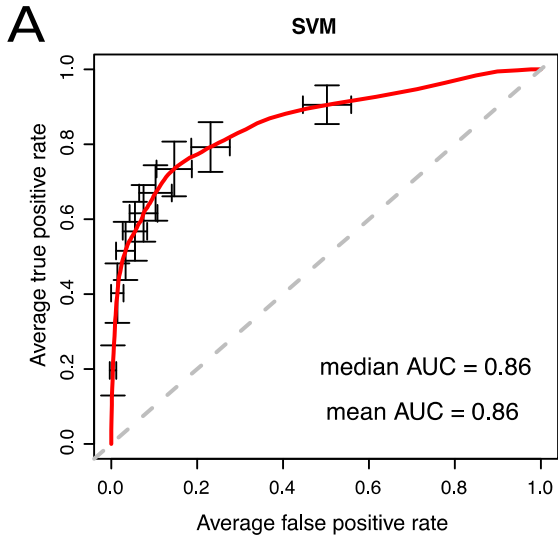 A
SVM
Average true positive rate
1.0
0.8
0.6
0.4
0.2
0.0
median AUC = 0.86
mean AUC = 0.86
0.0 0.2 0.4 0.6 0.8 1.0
Average false positive rate